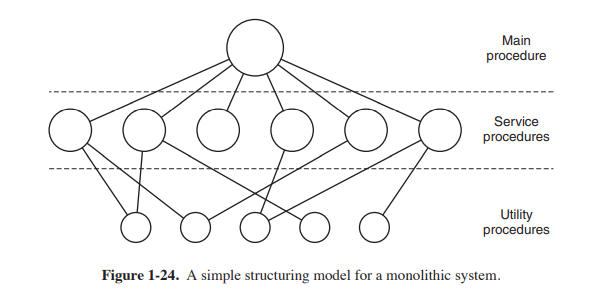 Main
procedure
Service
procedures
Utility
procedures
Figure 1-24. A simple structuring model for a monolithic system.